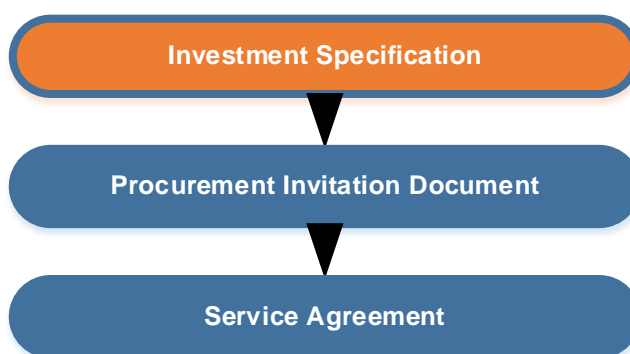 Investment Specification
Procurement Invitation Document
Service Agreement